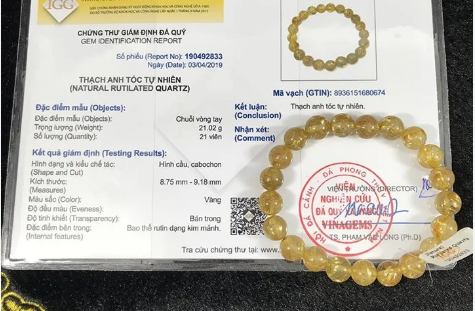 IGG
CHỨNG THƯ GIÁM ĐỊNH ĐÁ QUÝ
GEM IDENTIFICATION REPORT
Số phiếu (Report No): 190492833
Ngày (Date): 03/04/2019
THẠCH ANH TÓC TỰ NHIÊN
(NATURAL RUTILATED QUARTZ)
Mã vạch (GTIN): 8936151680674
Đặc điểm mẫu (Objects):
Đặc điểm mẫu (Objects): Chuỗi vòng tay
Trọng lượng (Weight): 21.02 g
Số lượng (Quantity): 21 viên
Kết luận: Thạch anh tóc tự nhiên.
(Conclusion)
Nhận xét:
(Comment)
Kết quả giám định (Testing Results):
Hình dạng và kiểu chế tác: Hình cầu, cabochon
(Shape and Cut)
Kích thước: 8.75 mm - 9.18 mm
(Measures)
Màu sắc (Color): Vàng
Độ đều màu (Eveness):
Độ tinh khiết (Transparency): Bán trong
Đặc điểm bên trong: Bao thể rutin dạng kim mảnh.
(Internal features)
VIỆN TRƯỞNG (DIRECTOR)
VIỆN
NGHIÊN CỨU
ĐÁ QUÝ
VINAGEMS
TS. PHẠM VĂN LONG (Ph.D)
Tra cứu chứng thư tại: